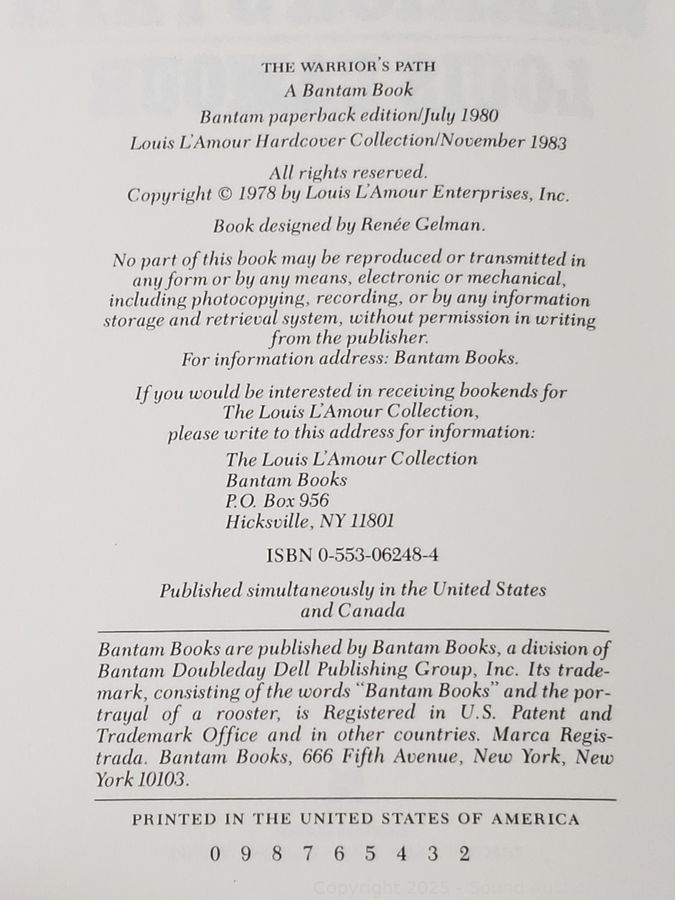 THE WARRIOR'S PATH
A Bantam Book
Bantam paperback edition/July 1980
Louis L'Amour Hardcover Collection/November 1983
All rights reserved.
Copyright © 1978 by Louis L'Amour Enterprises, Inc.
Book designed by Renée Gelman.
No part of this book may be reproduced or transmitted in
any form or by any means, electronic or mechanical,
including photocopying, recording, or by any information
storage and retrieval system, without permission in writing
from the publisher.
For information address: Bantam Books.
If you would be interested in receiving bookends for
The Louis L'Amour Collection,
please write to this address for information:
The Louis L'Amour Collection
Bantam Books
P.O. Box 956
Hicksville, NY 11801
ISBN 0-553-06248-4
Published simultaneously in the United States
and Canada
Bantam Books are published by Bantam Books, a division of
Bantam Doubleday Dell Publishing Group, Inc. Its trade-
mark, consisting of the words “Bantam Books” and the por-
trayal of a rooster, is Registered in U.S. Patent and
Trademark Office and in other countries. Marca Regis-
trada. Bantam Books, 666 Fifth Avenue, New York, New
York 10103.
PRINTED IN THE UNITED STATES OF AMERICA
0 9 8 7 6 5 4 3 2
Copyright 2025 - Sound